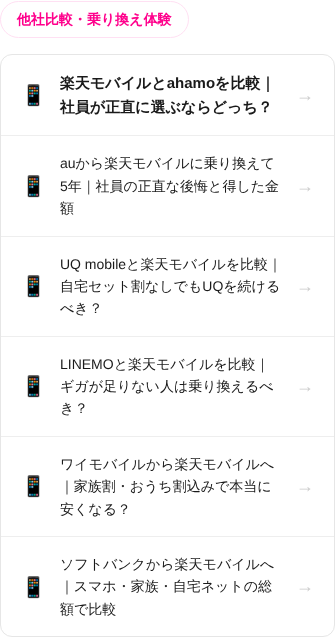 他社比較・乗り換え体験
楽天モバイルとahamoを比較｜
社員が正直に選ぶならどっち？
→
auから楽天モバイルに乗り換えて
5年｜社員の正直な後悔と得した金
額
→
UQ mobileと楽天モバイルを比較｜
自宅セット割なしでもUQを続ける
べき？
→
LINEMOと楽天モバイルを比較｜
ギガが足りない人は乗り換えるべ
き？
→
ワイモバイルから楽天モバイルへ
｜家族割・おうち割込みで本当に
安くなる？
→
ソフトバンクから楽天モバイルへ
｜スマホ・家族・自宅ネットの総
額で比較
→